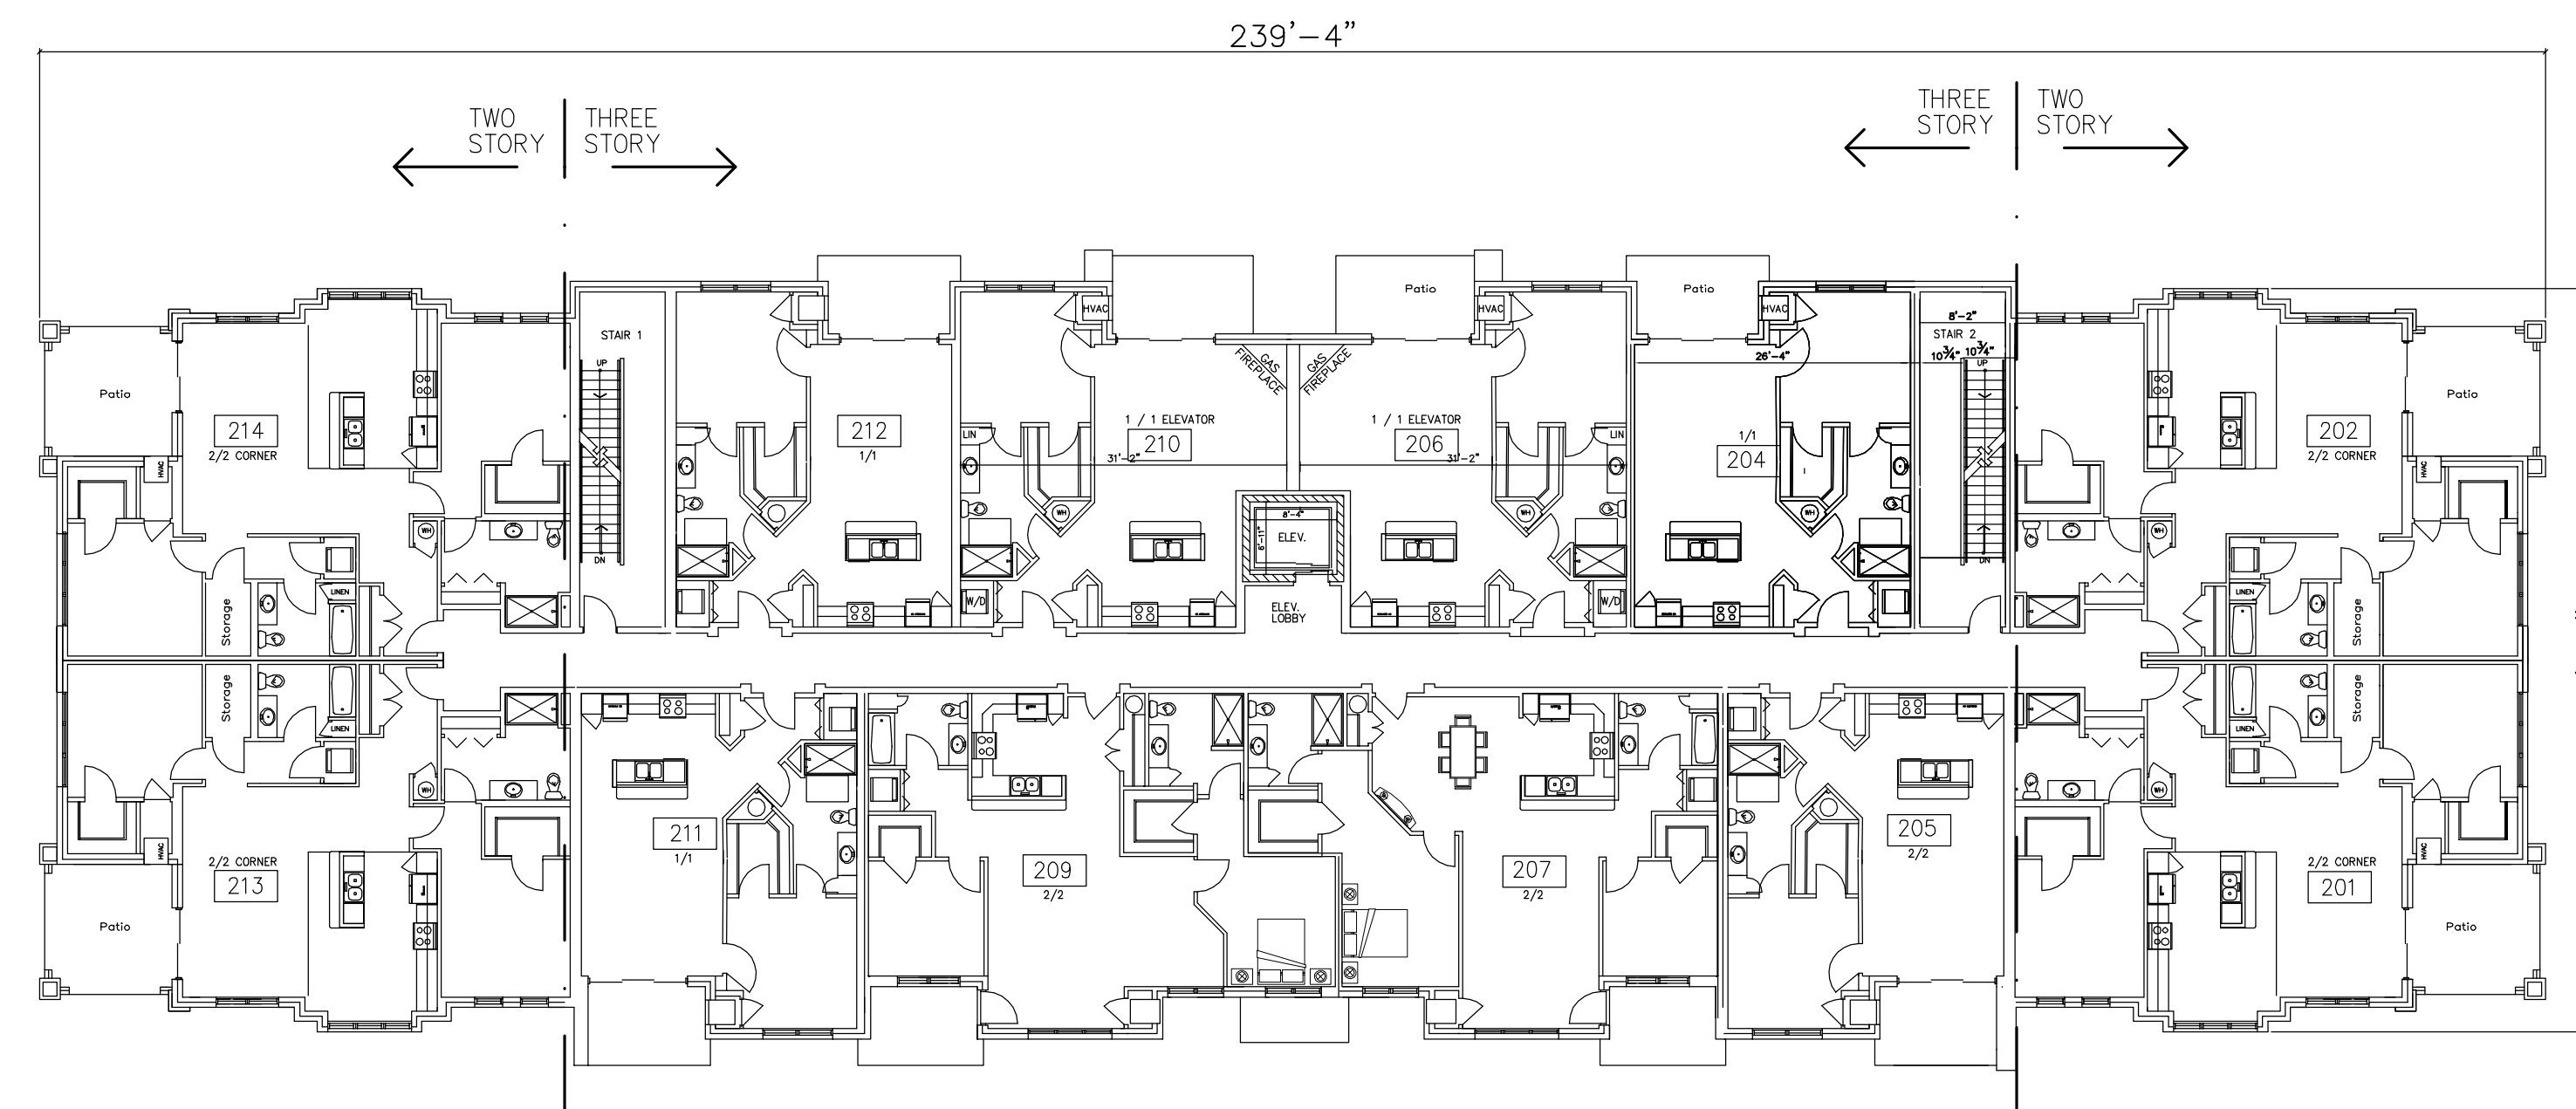 239'-4"
TWO
STORY
THREE
STORY
THREE
STORY
TWO
STORY
STAIR 1
UP
DN
HVAC
Patio
HVAC
Patio
HVAC
8'-2"
STAIR 2
10¾" 10¾"
26'-4"
UP
DN
GAS
FIREPLACE
GAS
FIREPLACE
Patio
214
2/2 CORNER
HVAC
WH
LINEN
Storage
212
1/1
LIN
1 / 1 ELEVATOR
210
31'-2"
WH
W/D
1 / 1 ELEVATOR
206
31'-2"
LIN
WH
W/D
8'-4"
6'-11"
ELEV.
ELEV.
LOBBY
1/1
204
WH
202
2/2 CORNER
Patio
HVAC
WH
LINEN
Storage
Storage
LINEN
WH
HVAC
2/2 CORNER
213
Patio
211
1/1
209
2/2
207
2/2
205
2/2
LINEN
Storage
WH
HVAC
2/2 CORNER
201
Patio